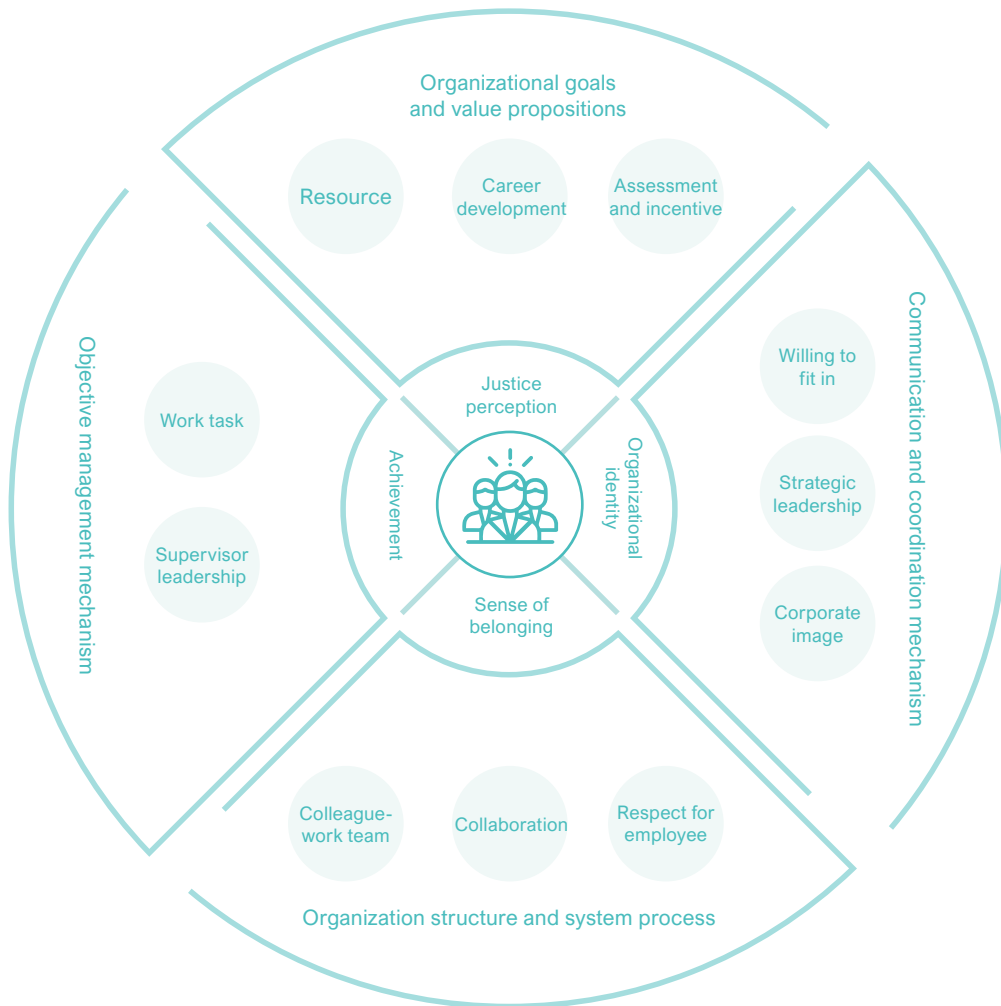 Organizational goals
and value propositions
Resource
Career
development
Assessment
and incentive
Objective management mechanism
Work task
Supervisor
leadership
Justice
perception
Achievement
Organizational
identity
Sense of
belonging
Willing to
fit in
Strategic
leadership
Corporate
image
Communication and coordination mechanism
Colleague-
work team
Collaboration
Respect for
employee
Organization structure and system process